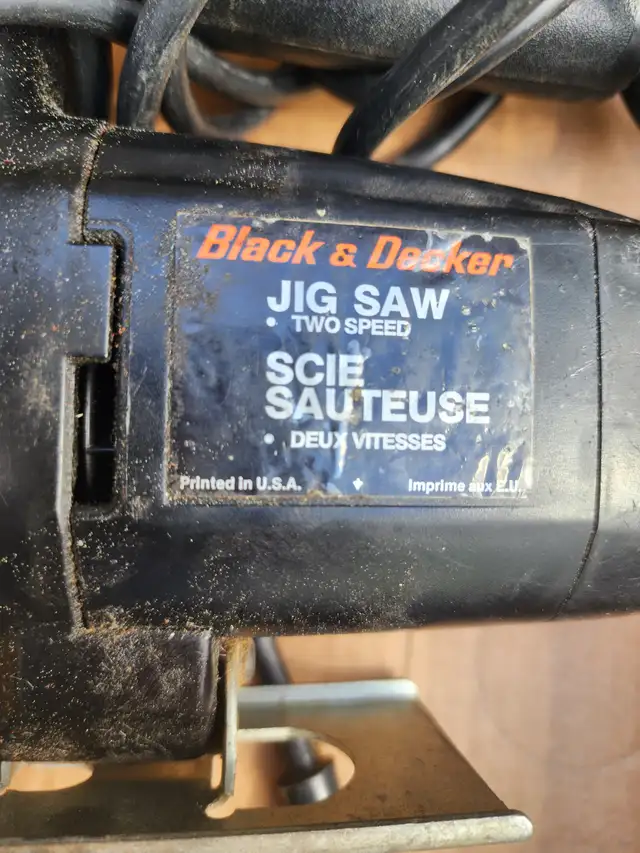 Black & Decker
JIG SAW
• TWO SPEED
SCIE
SAUTEUSE
• DEUX VITESSES
Printed in U.S.A.
Imprime aux E.U.